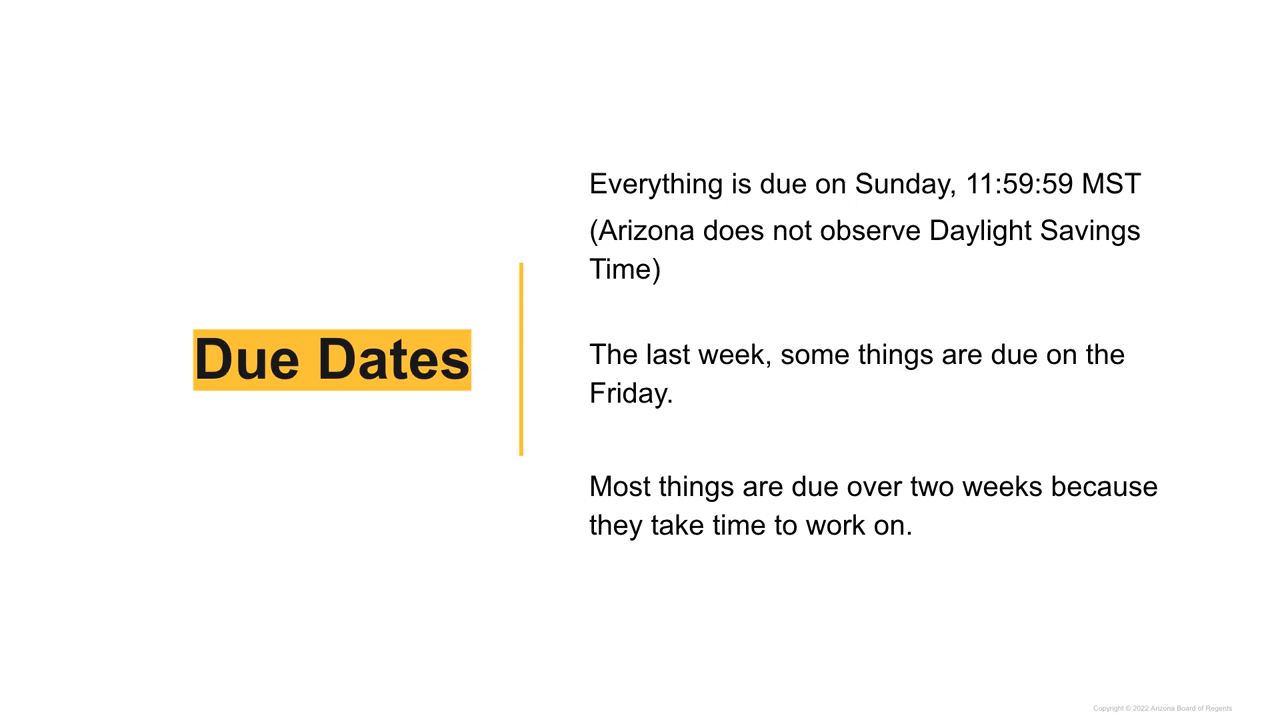 Due Dates
Everything is due on Sunday, 11:59:59 MST
(Arizona does not observe Daylight Savings
Time)
The last week, some things are due on the
Friday.
Most things are due over two weeks because
they take time to work on.
Copyright © 2022 Arizona Board of Regents